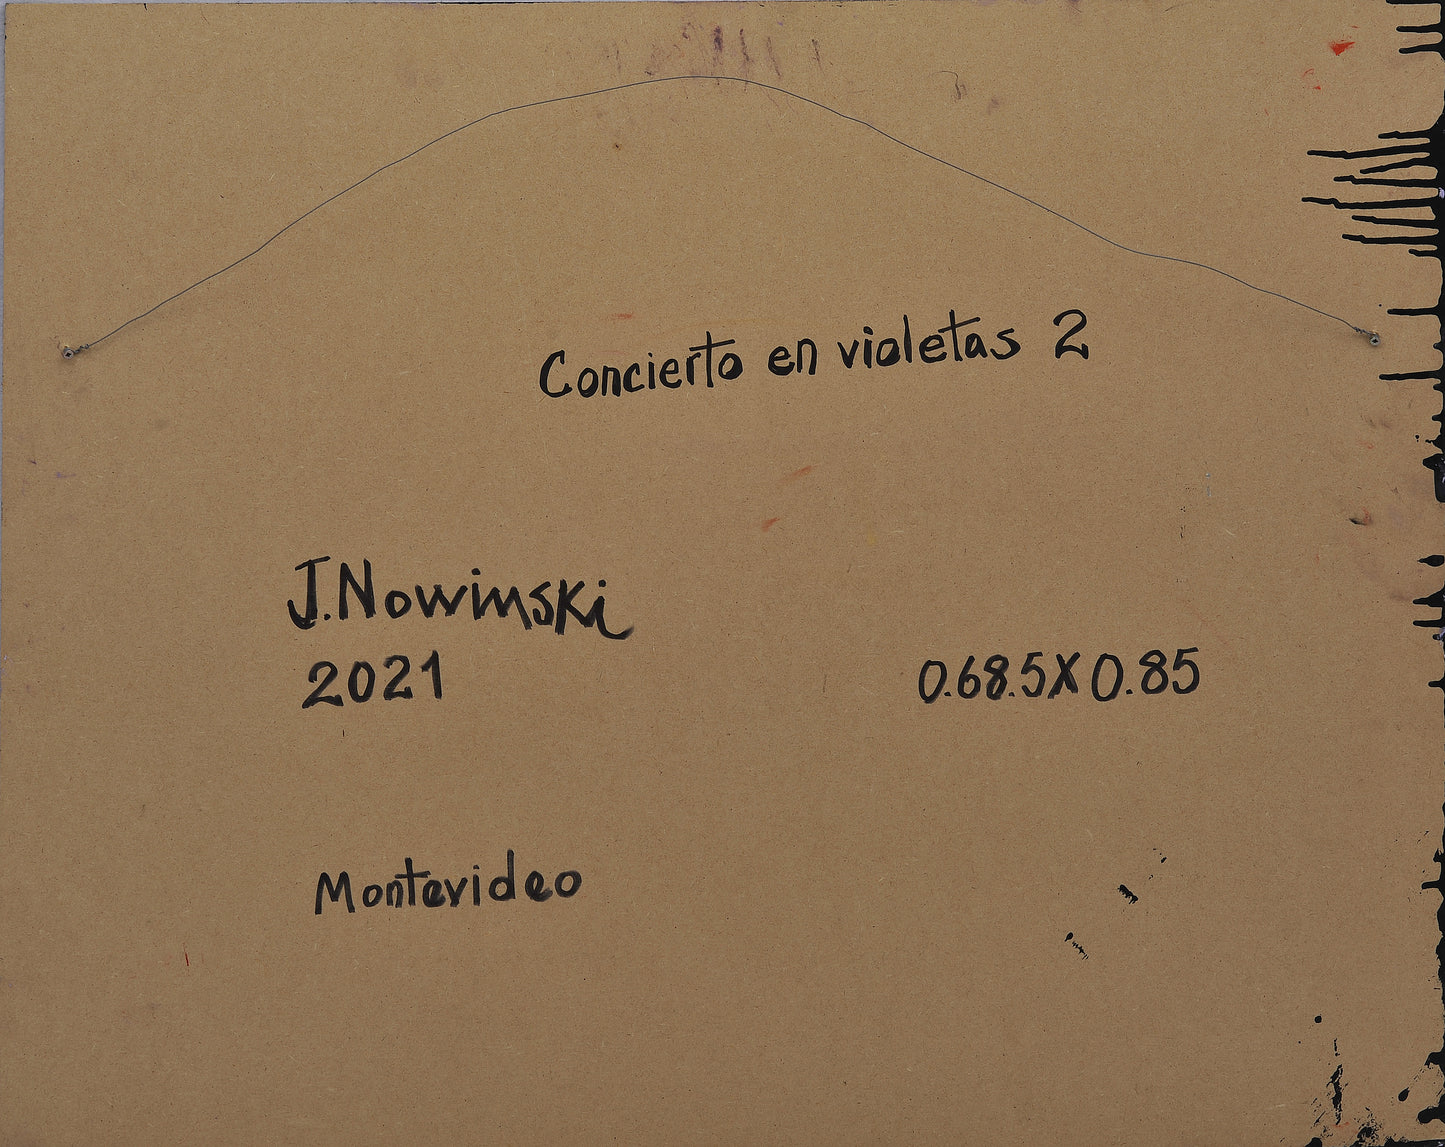 Concierto en violetas 2
J. Nowinski
2021
0.68.5X0.85
Montevideo